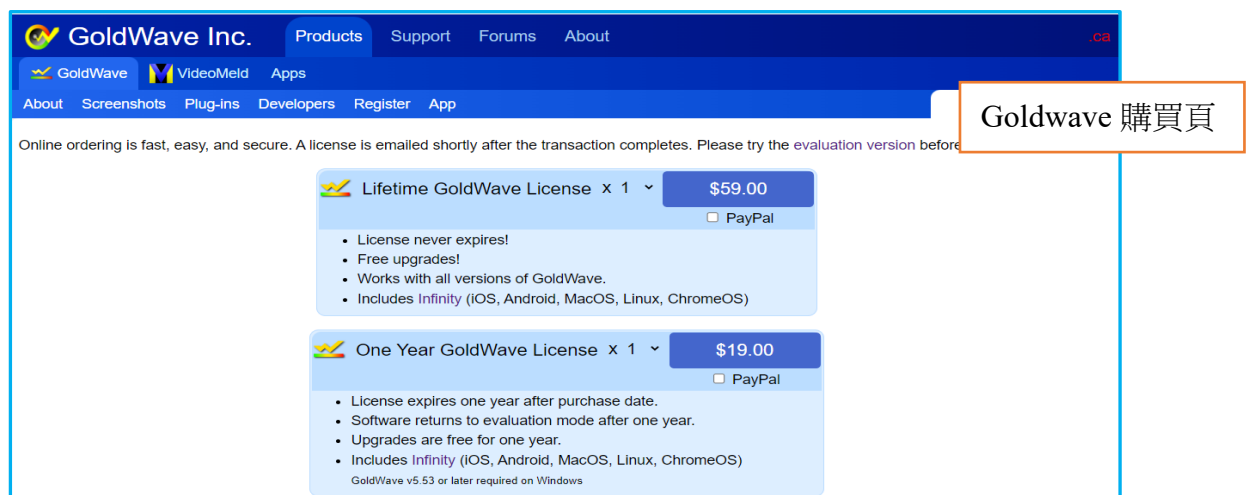 GoldWave Inc. Products Support Forums About .ca
GoldWave VideoMeld Apps
About Screenshots Plug-ins Developers Register App
Goldwave 購買頁
Online ordering is fast, easy, and secure. A license is emailed shortly after the transaction completes. Please try the evaluation version before
Lifetime GoldWave License x 1 $59.00
PayPal
• License never expires!
• Free upgrades!
• Works with all versions of GoldWave.
• Includes Infinity (iOS, Android, MacOS, Linux, ChromeOS)
One Year GoldWave License x 1 $19.00
PayPal
• License expires one year after purchase date.
• Software returns to evaluation mode after one year.
• Upgrades are free for one year.
• Includes Infinity (iOS, Android, MacOS, Linux, ChromeOS)
GoldWave v5.53 or later required on Windows